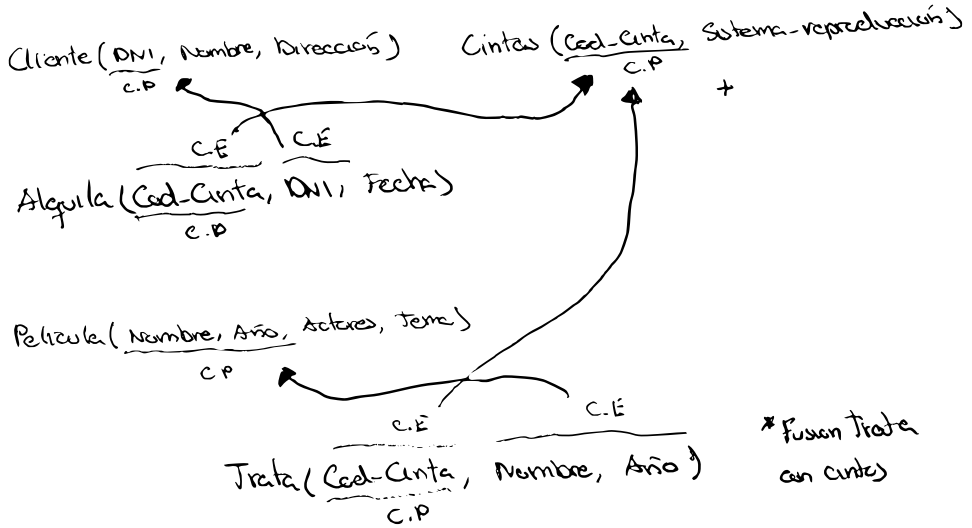 Cliente(DNI, Nombre, Dirección)
C.P
Cintas (Cod-Cinta, Sistema-reproducción)
C.P
+
C.E C.E
Alquila(Cod-Cinta, DNI, Fecha)
C.P
Película(Nombre, Año, Actores, Tema)
CP
C.E C.E
Trata(Cod-Cinta, Nombre, Año)
C.P
* Fusion Trata
con cintas